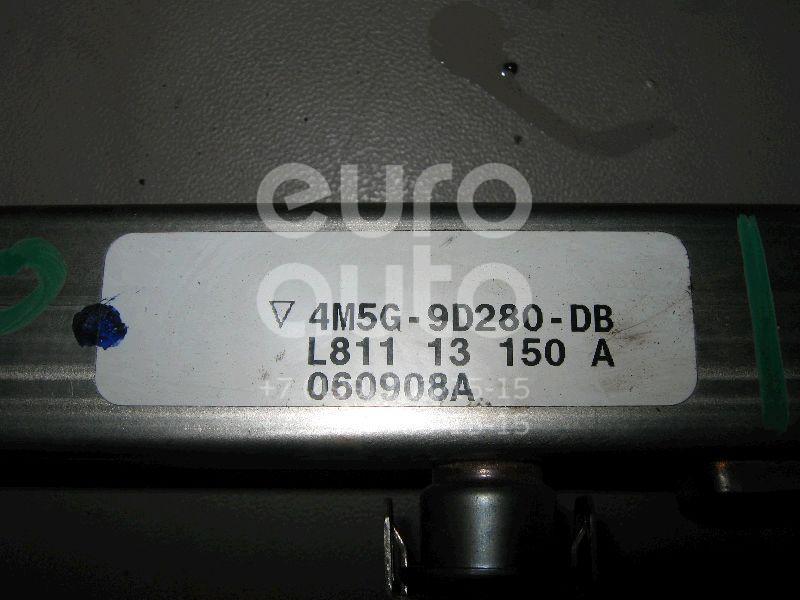 euro
auto
▽ 4M5G-9D280-DB
L811 13 150 A
060908A